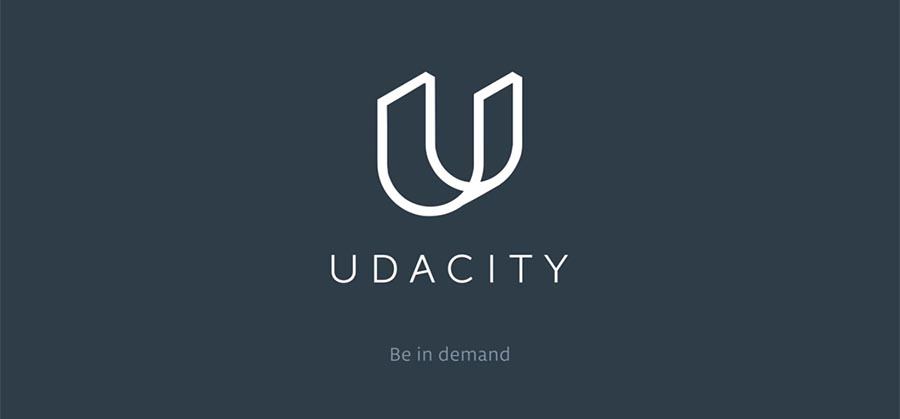 UDACITY
Be in demand